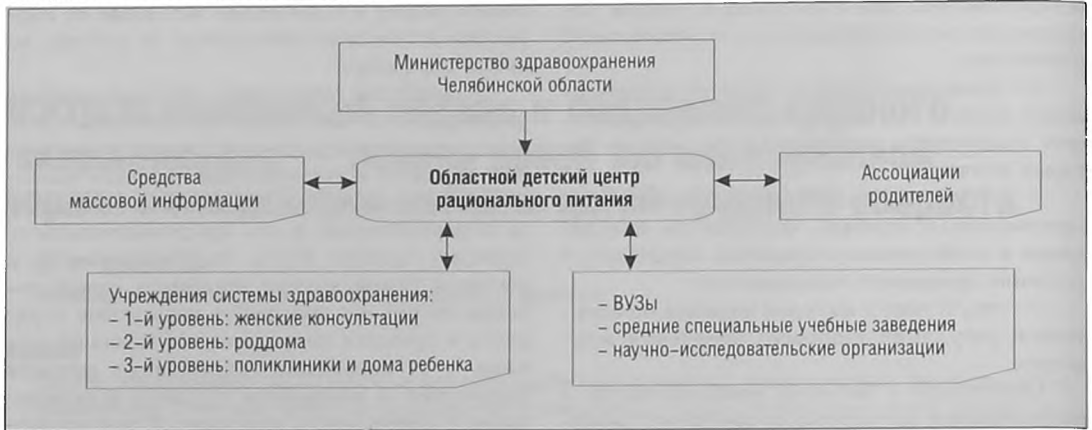 Министерство здравоохранения
Челябинской области
Средства
массовой информации
Областной детский центр
рационального питания
Ассоциации
родителей
Учреждения системы здравоохранения:
– 1–й уровень: женские консультации
– 2–й уровень: роддома
– 3–й уровень: поликлиники и дома ребенка
– ВУЗы
– средние специальные учебные заведения
– научно–исследовательские организации